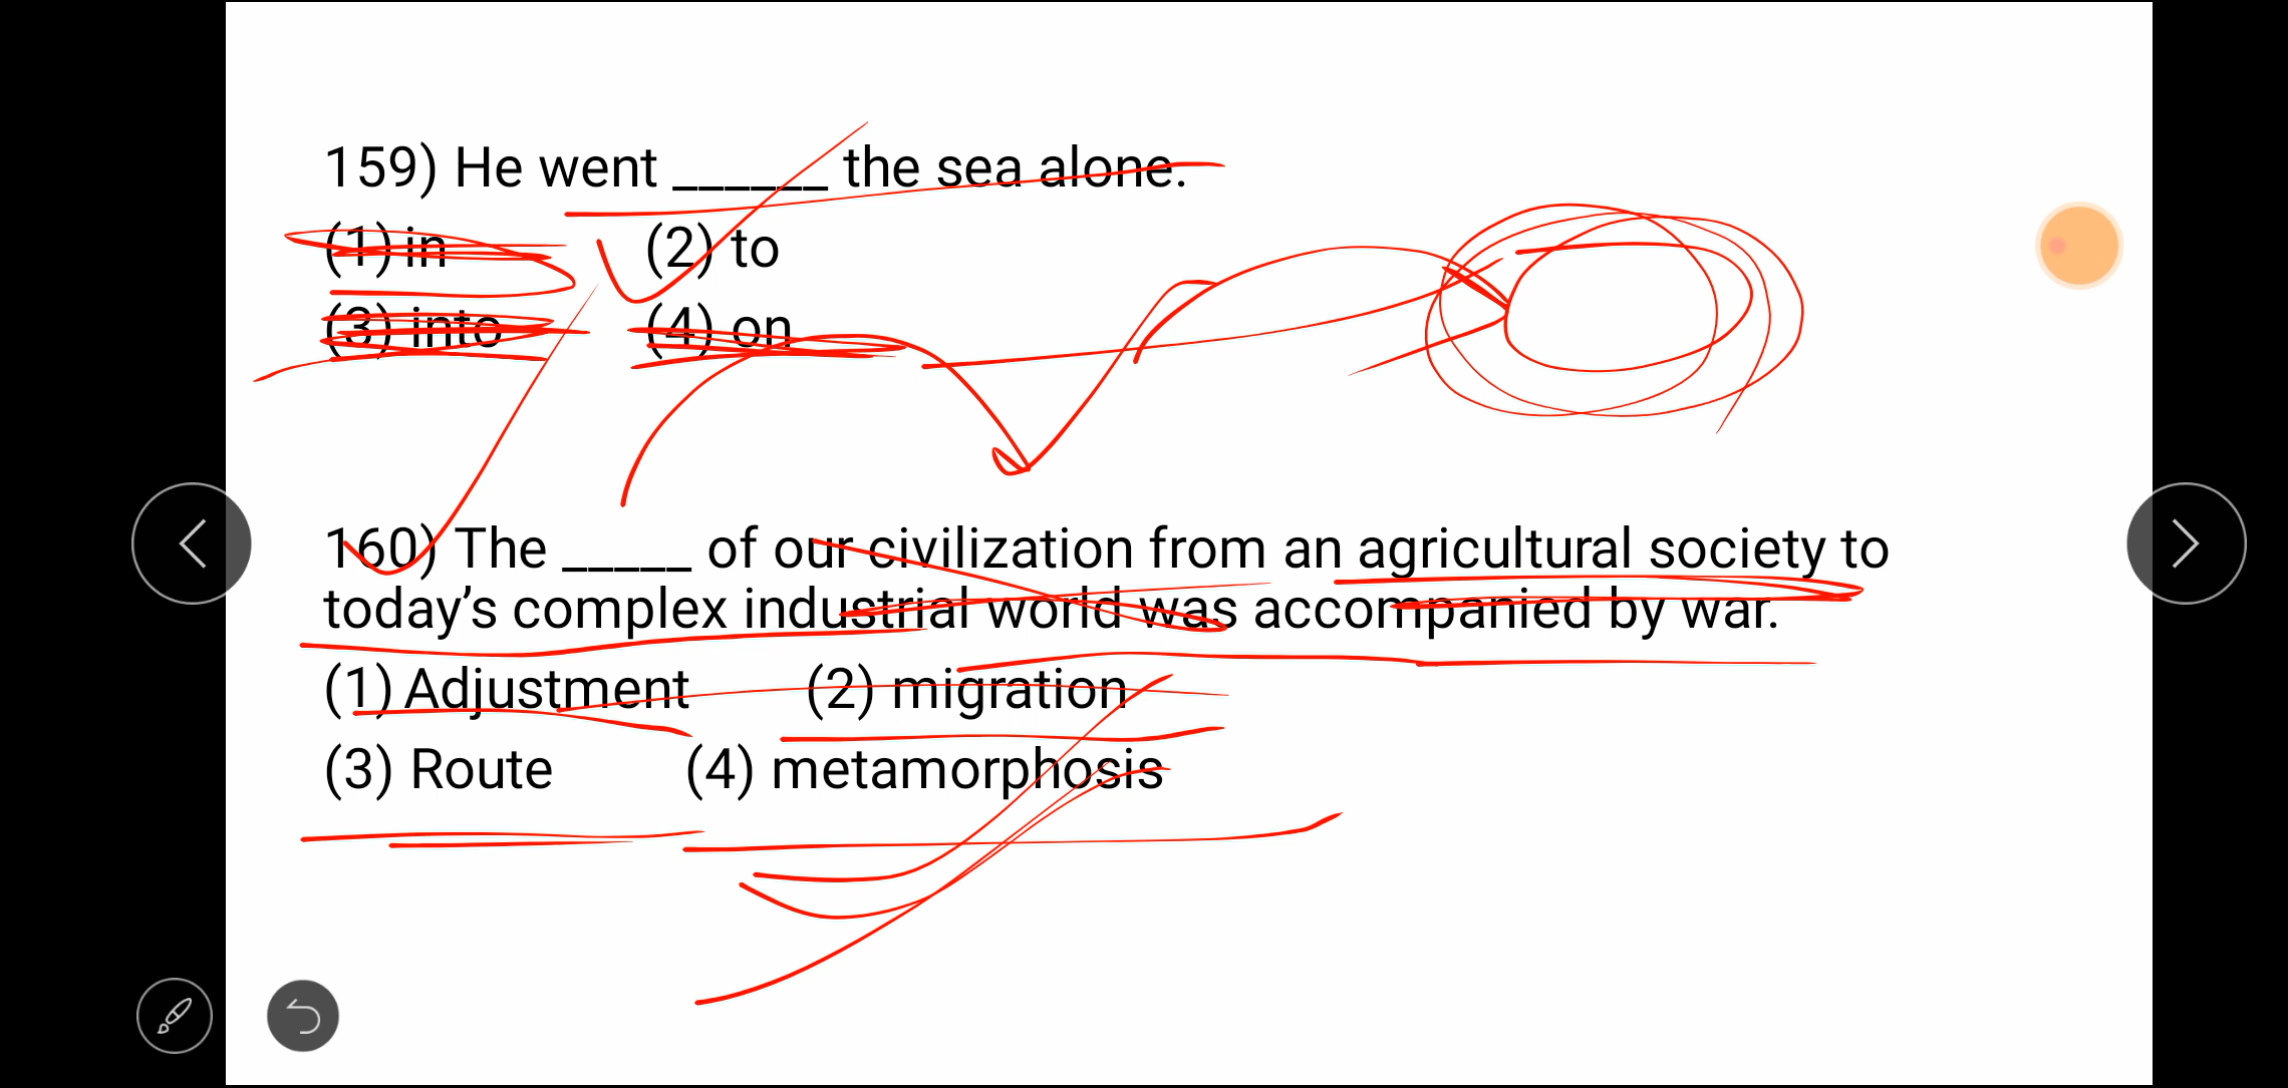 159) He went ______ the sea alone.
(1) in (2) to
(3) into (4) on
160) The _____ of our civilization from an agricultural society to
today's complex industrial world was accompanied by war.
(1) Adjustment (2) migration
(3) Route (4) metamorphosis